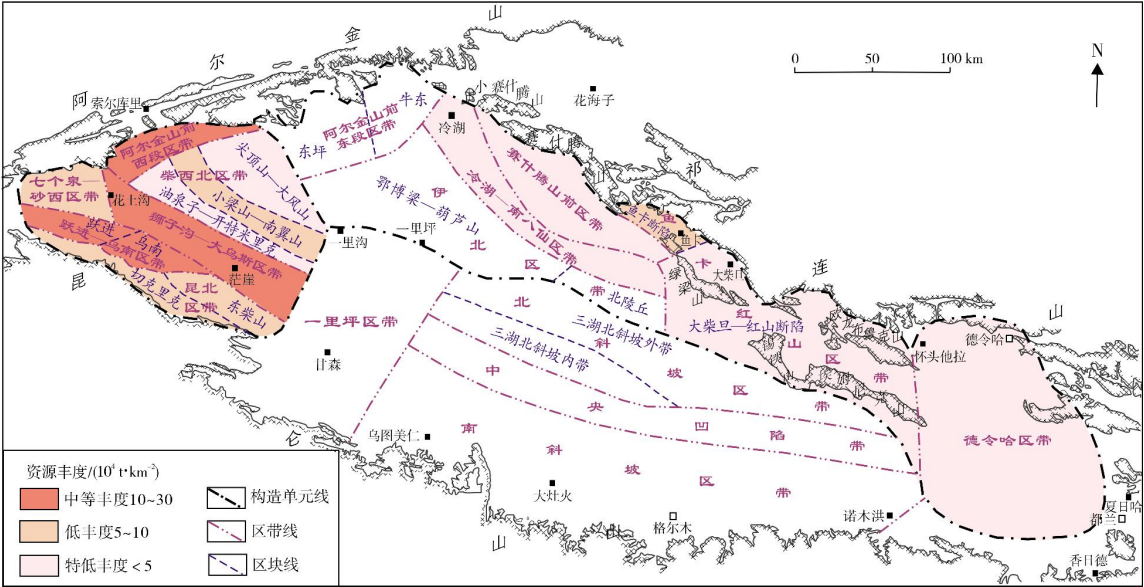 山
金
尔
阿
0 100 km
N
索尔库里
小赛什腾山
花海子
牛东
阿尔金山前
东段区带
东坪
冷湖
赛什腾山
阿尔金山前
西段区带
尖顶山—大风山
柴西北区带
祁
七个泉—
砂西区带
花土沟
小梁山—南翼山
油泉子—开特米里克
鄂博梁—葫芦山
伊北区带
赛什腾山前区带
冷湖—南八仙区带
鱼卡断陷
鱼卡
鱼卡红山区带
跃进
跃进—乌南区带
乌南
狮子沟—大乌斯区带
一里沟
一里坪
大柴旦
绿梁山
连
昆
切克里克
昆北
区带
茫崖
东柴山
北陵丘
大柴旦—红山断陷
山
一里坪区带
北斜坡区带
三湖北斜坡外带
三湖北斜坡内带
怀头他拉
德令哈
甘森
中央凹陷带
德令哈区带
仑
乌图美仁
南斜坡区带
大灶火
格尔木
诺木洪
夏日哈
都兰
香日德
山
资源丰度/(10⁴ t·km⁻²)
中等丰度10~30
低丰度5~10
特低丰度<5
构造单元线
区带线
区块线